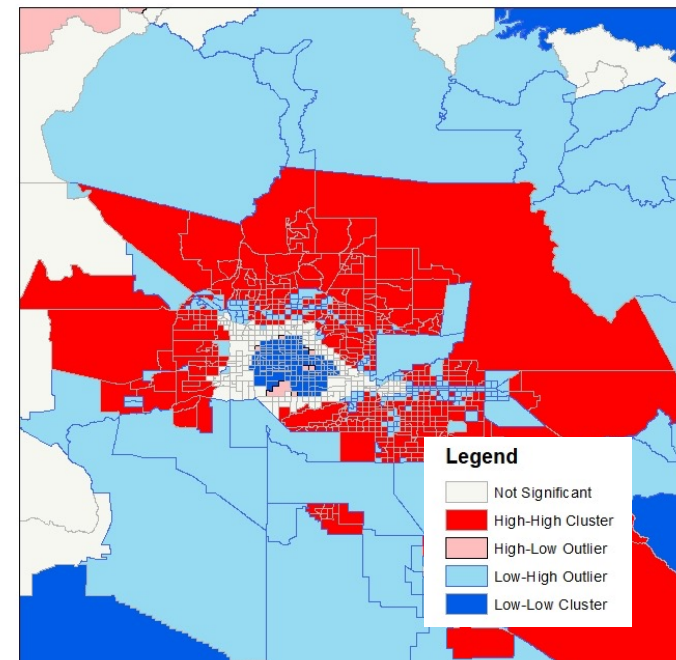 Legend
Not Significant
High-High Cluster
High-Low Outlier
Low-High Outlier
Low-Low Cluster